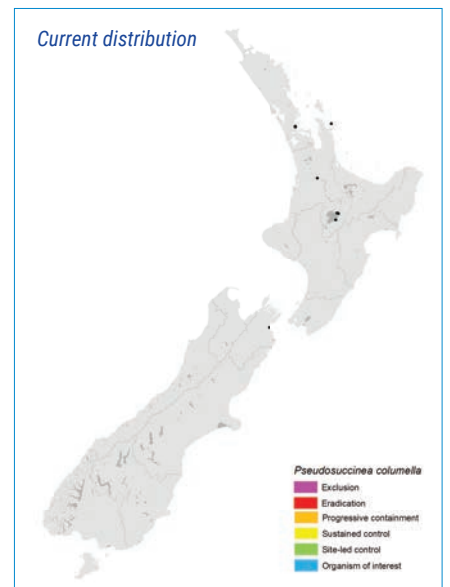 Current distribution
Pseudosuccinea columella
Exclusion
Eradication
Progressive containment
Sustained control
Site-led control
Organism of interest